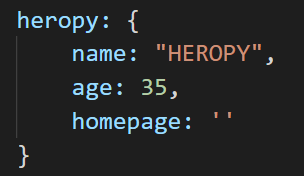 heropy: {
    name: "HEROPY",
    age: 35,
    homepage: ''
}